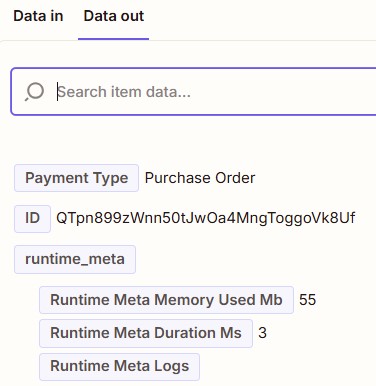 Data in Data out
Search item data...
Payment Type Purchase Order
ID QTpn899zWnn50tJwOa4MngToggoVk8Uf
runtime_meta
Runtime Meta Memory Used Mb 55
Runtime Meta Duration Ms 3
Runtime Meta Logs